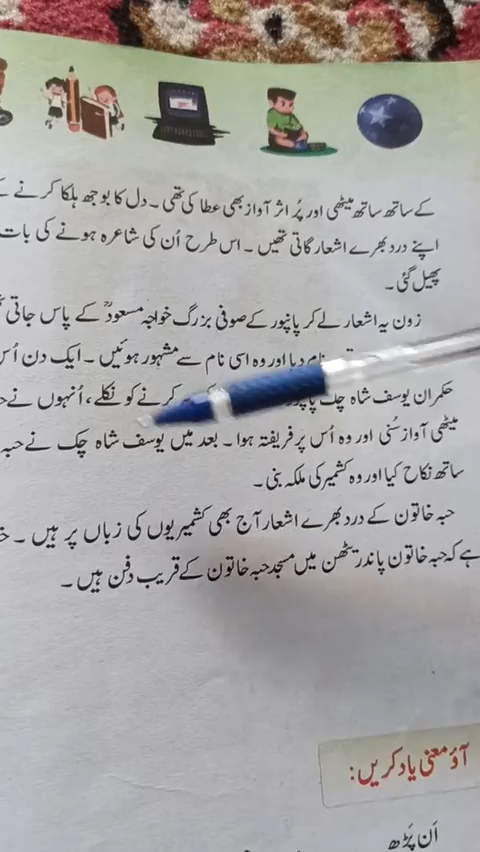 کے ساتھ ساتھ میٹھی اور پُر اثر آواز بھی عطا کی تھی۔ دل کا بوجھ ہلکا کرنے
اپنے درد بھرے اشعار گاتی تھیں۔ اس طرح اُن کی شاعرہ ہونے کی بات
پھیل گئی۔
زون یہ اشعار لے کر پانپور کے صوفی بزرگ خواجہ مسعودؒ کے پاس جاتی
نام دیا اور وہ اسی نام سے مشہور ہوئیں۔ ایک دن اُس
حکمران یوسف شاہ چک کرنے کو نکلے، اُنہوں نے
میٹھی آواز سُنی اور وہ اُس پر فریفتہ ہوا۔ بعد میں یوسف شاہ چک نے حبہ
ساتھ نکاح کیا اور وہ کشمیر کی ملکہ بنی۔
حبہ خاتون کے درد بھرے اشعار آج بھی کشمیریوں کی زباں پر ہیں۔
ہے کہ حبہ خاتون پاندریٹھن میں مسجد حبہ خاتون کے قریب دفن ہیں۔
آؤ معنی یاد کریں:
اَن پَڑھ